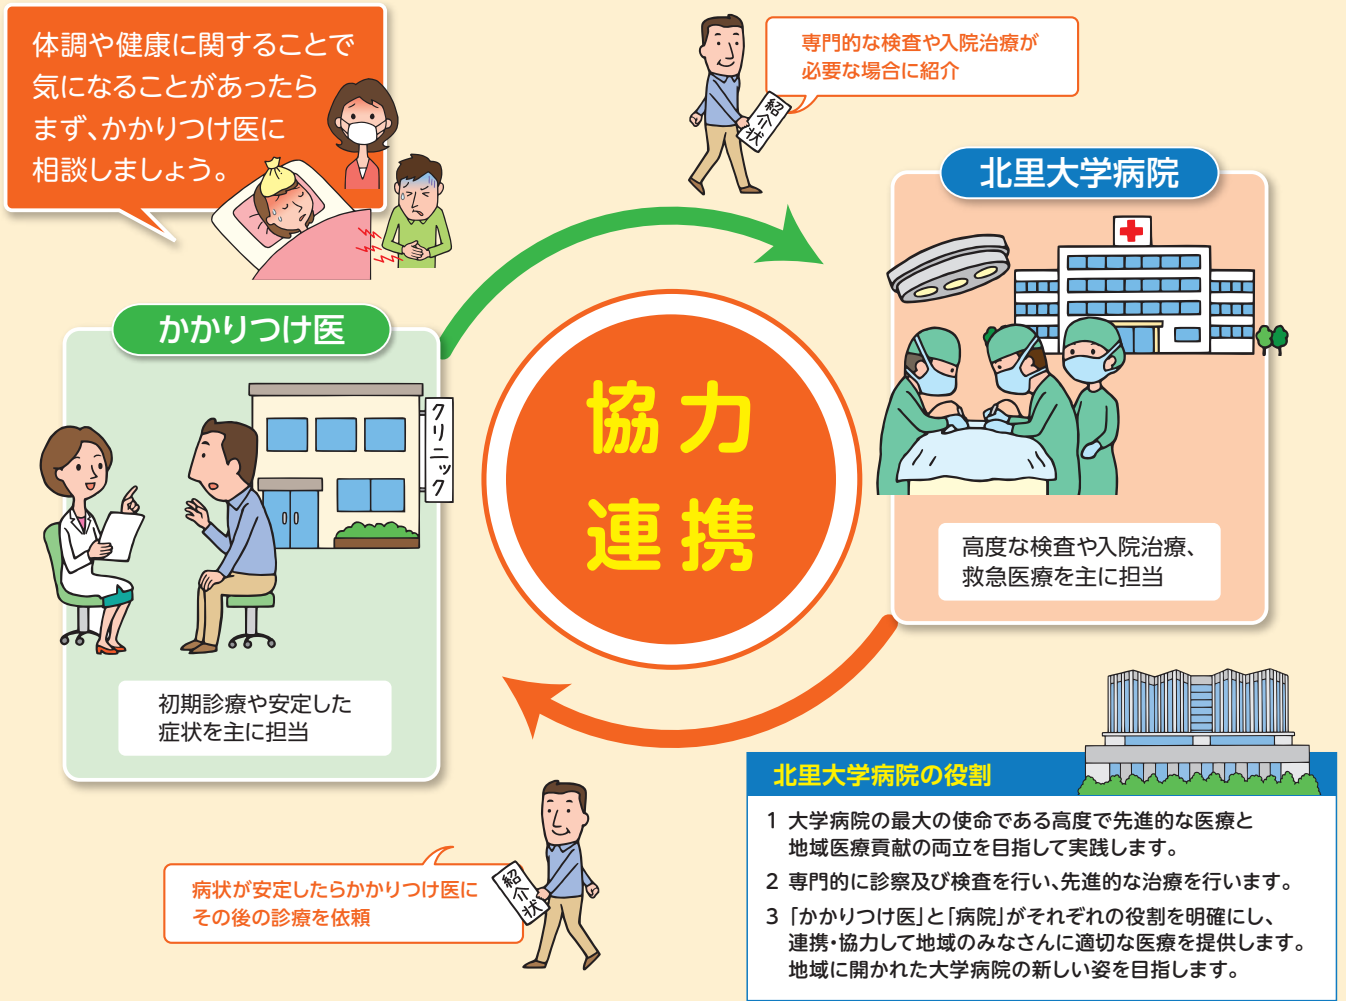 体調や健康に関することで
気になることがあったら
まず、かかりつけ医に
相談しましょう。
専門的な検査や入院治療が
必要な場合に紹介
紹介状
北里大学病院
かかりつけ医
クリニック
協力
連携
高度な検査や入院治療、
救急医療を主に担当
初期診療や安定した
症状を主に担当
病状が安定したらかかりつけ医に
その後の診療を依頼
紹介状
北里大学病院の役割
1 大学病院の最大の使命である高度で先進的な医療と
地域医療貢献の両立を目指して実践します。
2 専門的に診察及び検査を行い、先進的な治療を行います。
3 「かかりつけ医」と「病院」がそれぞれの役割を明確にし、
連携・協力して地域のみなさんに適切な医療を提供します。
地域に開かれた大学病院の新しい姿を目指します。